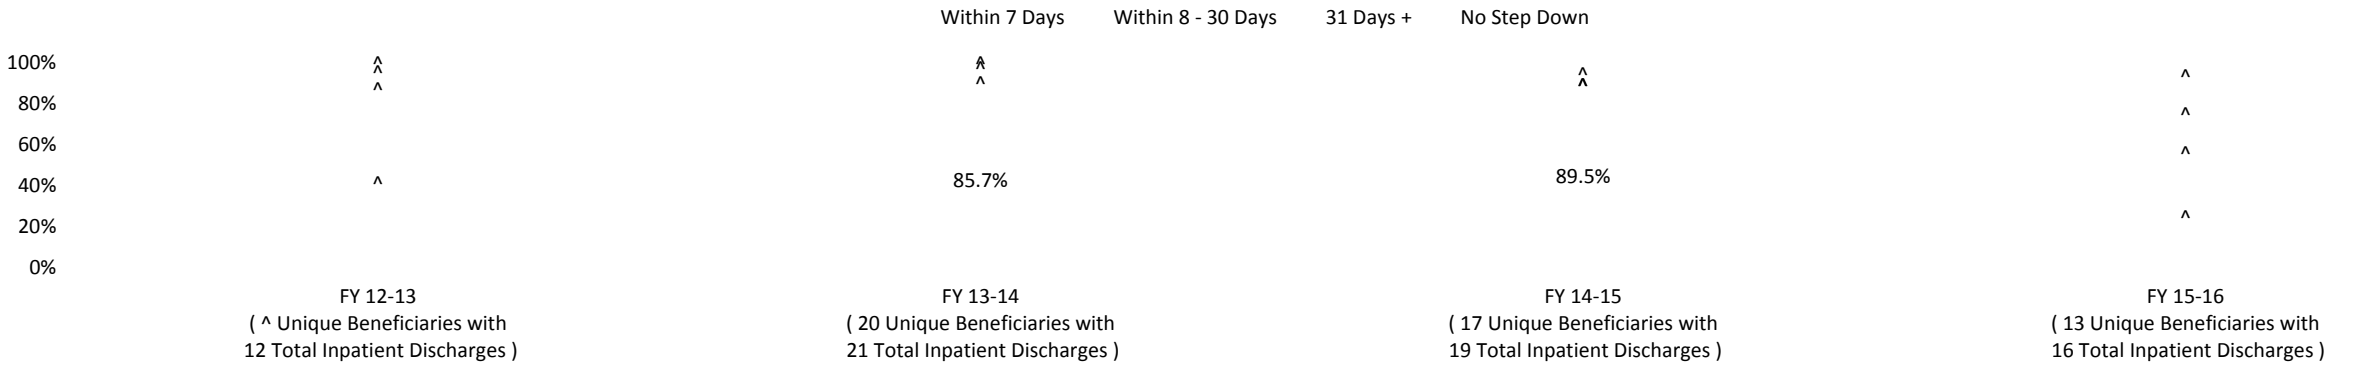 Within 7 Days Within 8 - 30 Days 31 Days + No Step Down
100%
80%
60%
40%
20%
0%
^
^
^
^
^
^
^
85.7%
^
^
^
89.5%
^
^
^
^
FY 12-13
( ^ Unique Beneficiaries with
12 Total Inpatient Discharges )
FY 13-14
( 20 Unique Beneficiaries with
21 Total Inpatient Discharges )
FY 14-15
( 17 Unique Beneficiaries with
19 Total Inpatient Discharges )
FY 15-16
( 13 Unique Beneficiaries with
16 Total Inpatient Discharges )